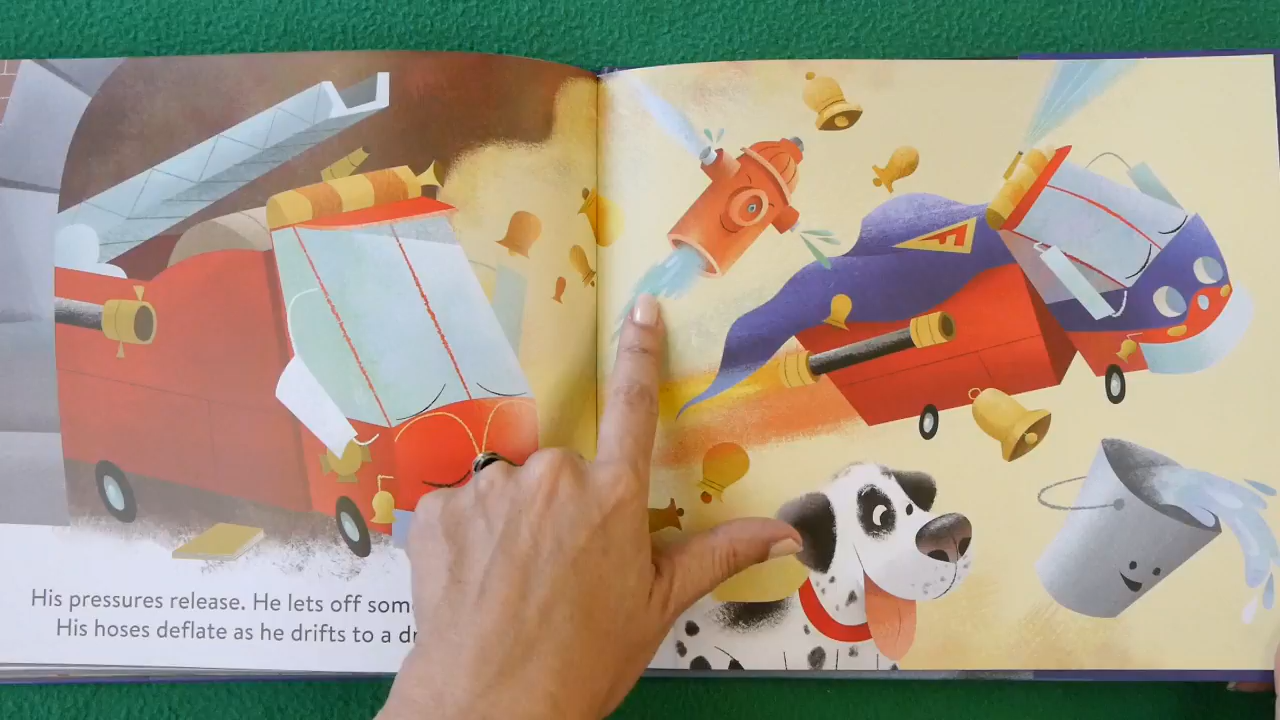 His pressures release. He lets off som
His hoses deflate as he drifts to a dr
F